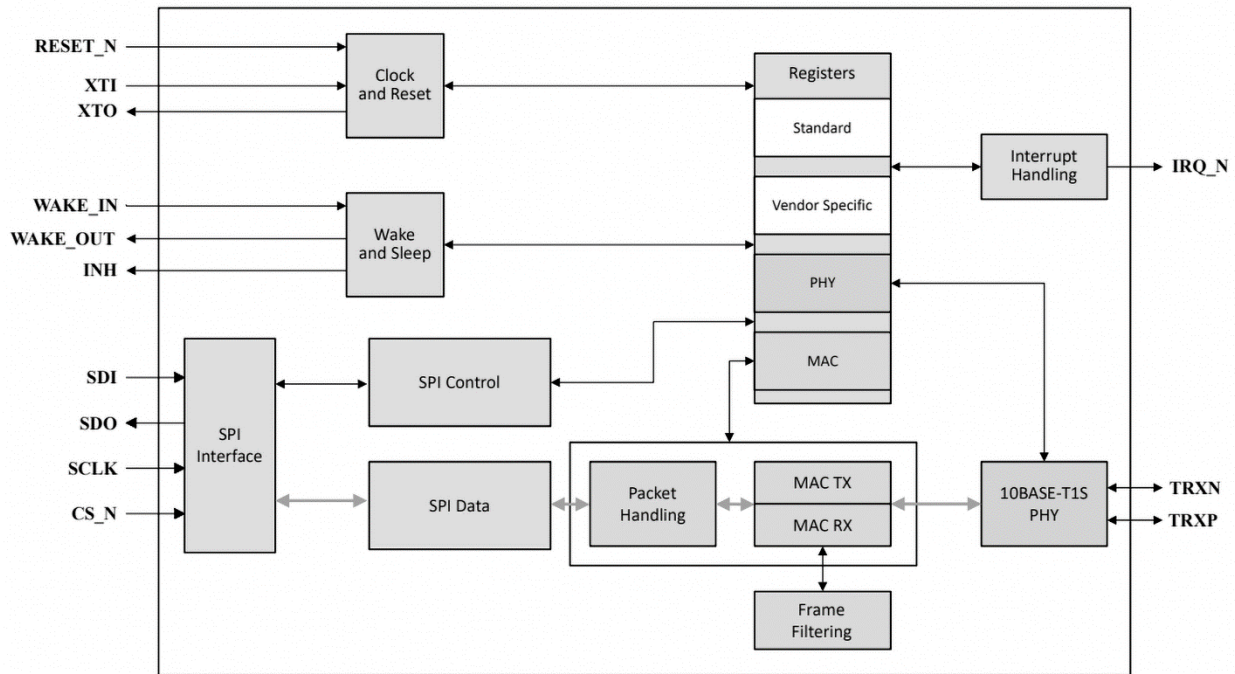 RESET_N
XTI
XTO
Clock
and Reset
Registers
Standard
Interrupt
Handling
IRQ_N
WAKE_IN
WAKE_OUT
INH
Wake
and Sleep
Vendor Specific
PHY
MAC
SDI
SDO
SCLK
CS_N
SPI
Interface
SPI Control
SPI Data
Packet
Handling
MAC TX
MAC RX
10BASE-T1S
PHY
TRXN
TRXP
Frame
Filtering